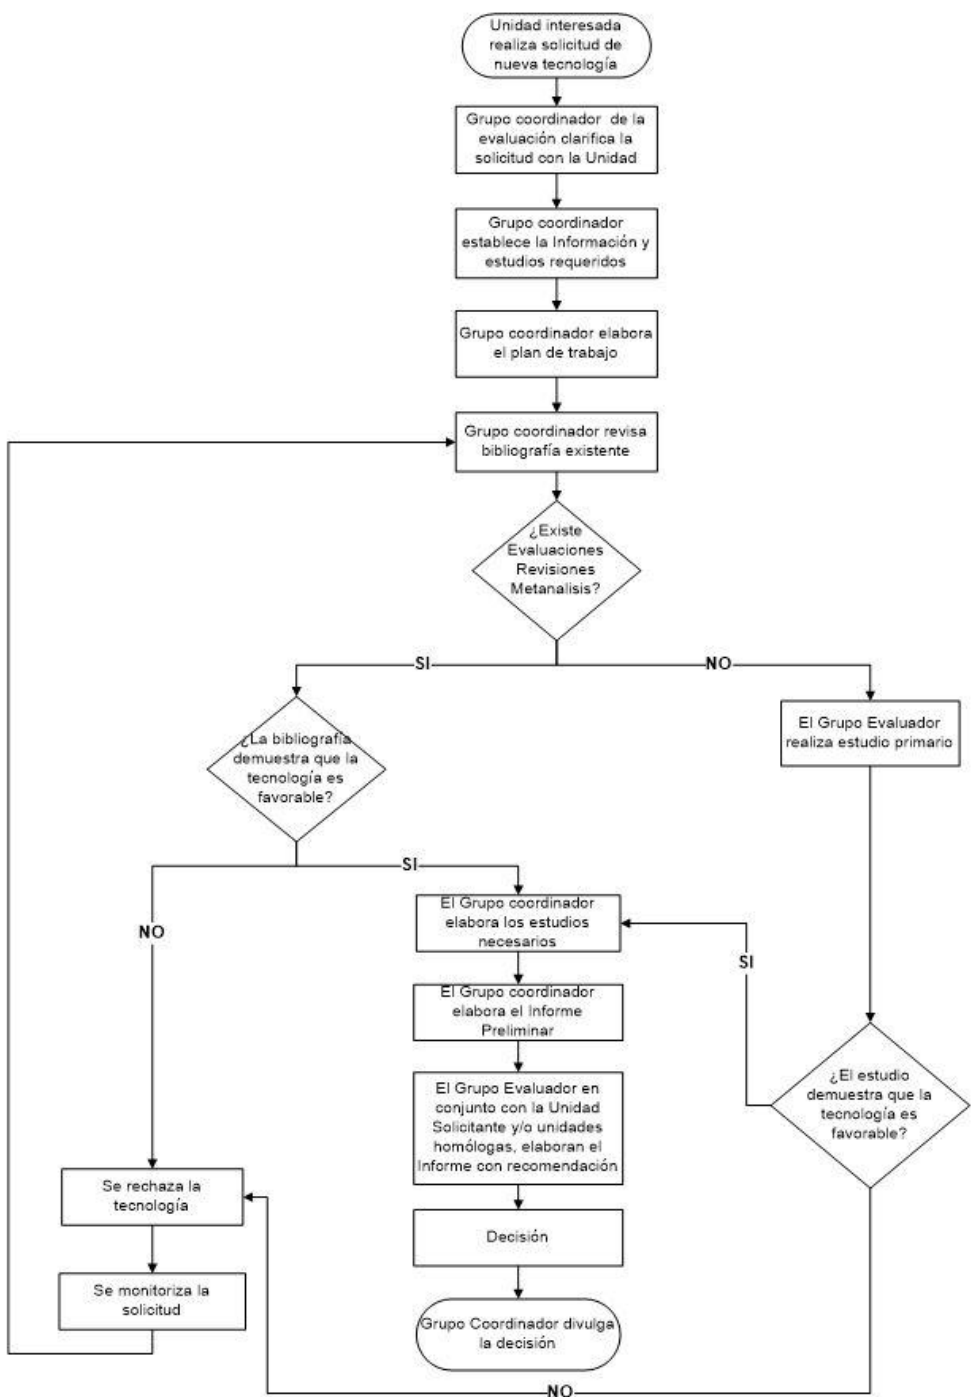 Unidad interesada
realiza solicitud de
nueva tecnología
Grupo coordinador de la
evaluación clarifica la
solicitud con la Unidad
Grupo coordinador
establece la Información y
estudios requeridos
Grupo coordinador elabora
el plan de trabajo
Grupo coordinador revisa
bibliografía existente
¿Existe
Evaluaciones
Revisiones
Metanalisis?
SI
NO
¿La bibliografía
demuestra que la
tecnología es
favorable?
El Grupo Evaluador
realiza estudio primario
SI
NO
El Grupo coordinador
elabora los estudios
necesarios
SI
El Grupo coordinador
elabora el Informe
Preliminar
¿El estudio
demuestra que la
tecnología es
favorable?
El Grupo Evaluador en
conjunto con la Unidad
Solicitante y/o unidades
homólogas, elaboran el
Informe con recomendación
Se rechaza la
tecnología
Decisión
Se monitoriza la
solicitud
Grupo Coordinador divulga
la decisión
NO